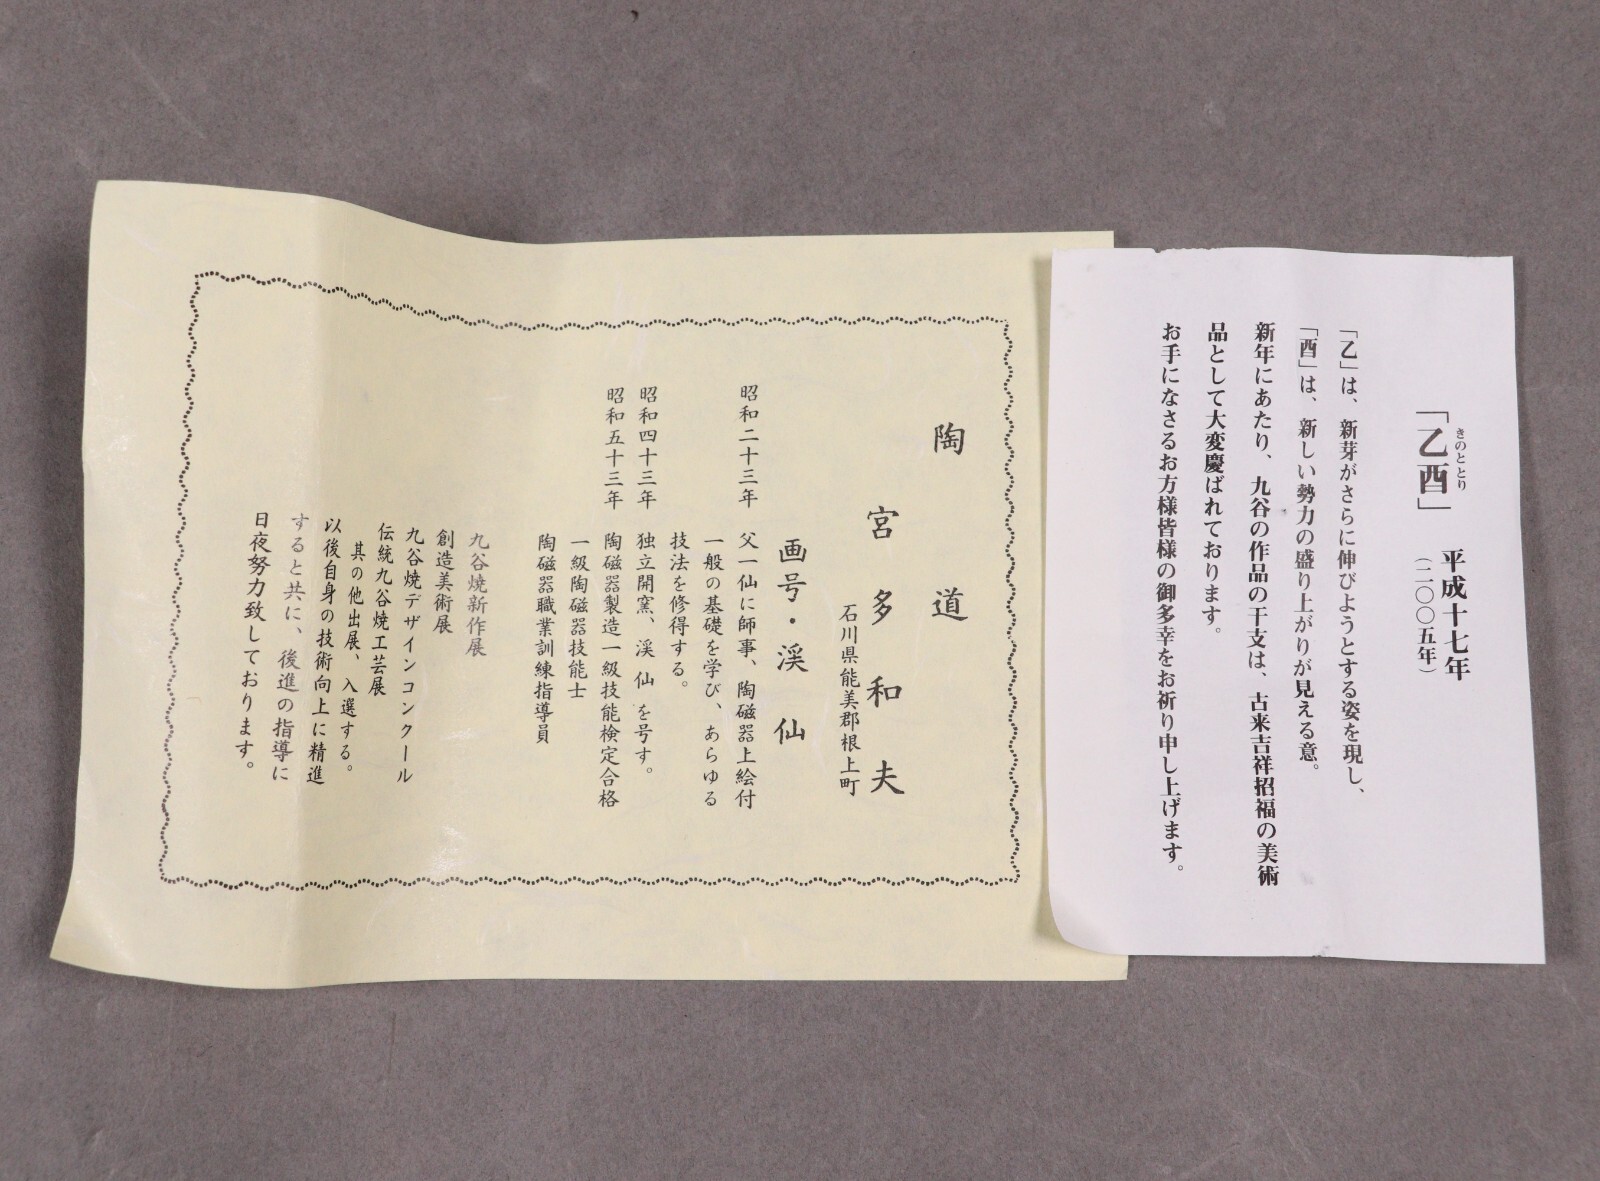 「乙酉」 平成十七年
きのととり
(二〇〇五年)
「乙」は、新芽がさらに伸びようとする姿を現し、
「酉」は、新しい勢力の盛り上がりが見える意。
新年にあたり、九谷の作品の干支は、古来吉祥招福の美術
品として大変慶ばれております。
お手になさるお方様皆様の御多幸をお祈り申し上げます。
陶道
宮多和夫
石川県能美郡根上町
画号・渓仙
昭和二十三年 父一仙に師事、陶磁器上絵付
一般の基礎を学び、あらゆる
技法を修得する。
昭和四十三年 独立開窯、渓仙を号す。
昭和五十三年 陶磁器製造一級技能検定合格
一級陶磁器技能士
陶磁器職業訓練指導員
九谷焼新作展
創造美術展
九谷焼デザインコンクール
伝統九谷焼工芸展
其の他出展、入選する。
以後自身の技術向上に精進
すると共に、後進の指導に
日夜努力致しております。